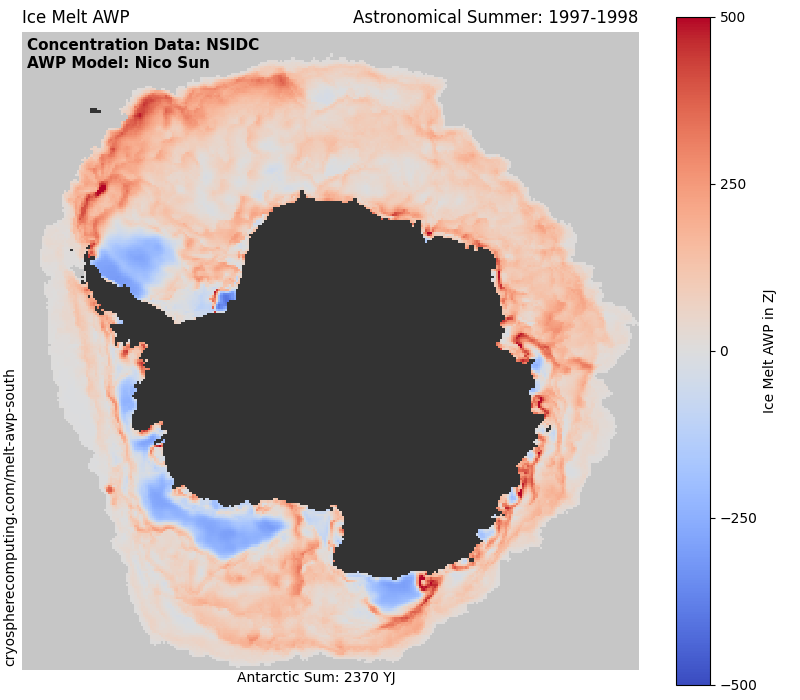 Ice Melt AWP
Astronomical Summer: 1997-1998
Concentration Data: NSIDC
AWP Model: Nico Sun
500
250
0
−250
−500
Ice Melt AWP in ZJ
cryospherecomputing.com/melt-awp-south
Antarctic Sum: 2370 YJ